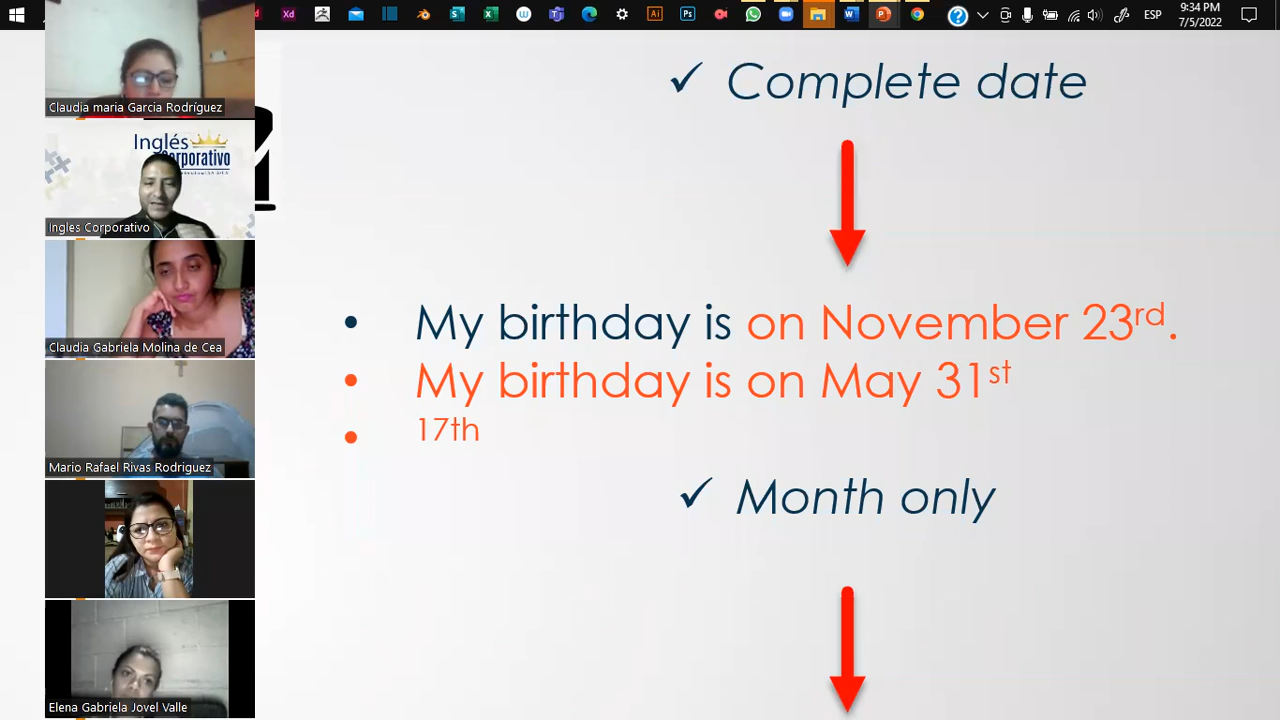 ESP
9:34 PM
7/5/2022
Claudia maria Garcia Rodríguez
Inglés
Corporativo
Ingles Corporativo
Claudia Gabriela Molina de Cea
Mario Rafael Rivas Rodriguez
Elena Gabriela Jovel Valle
✓ Complete date
• My birthday is on November 23rd.
• My birthday is on May 31st
• 17th
✓ Month only